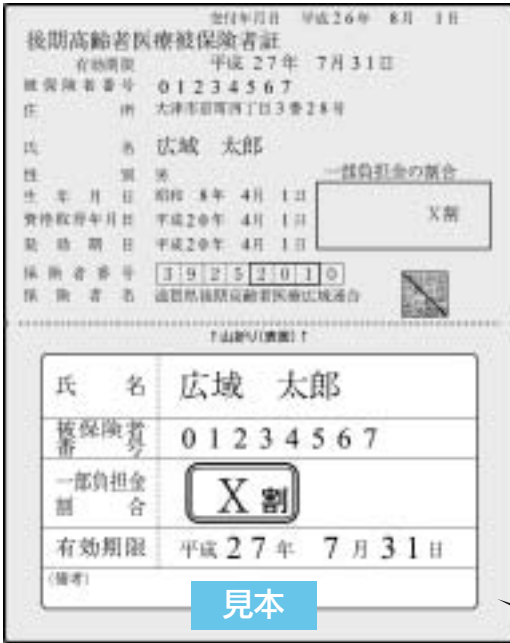 交付年月日 平成26年 8月 1日
後期高齢者医療被保険者証
有効期限 平成 27年 7月31日
被保険者番号 01234567
住所 大津市京町四丁目3番28号
氏名 広域 太郎
性別 男
一部負担金の割合
生年月日 昭和 8年 4月 1日
X割
資格取得年月日 平成20年 4月 1日
発効期日 平成20年 4月 1日
保険者番号 39252010
保険者名 滋賀県後期高齢者医療広域連合
↑山折り(裏面)↑
氏名 広域 太郎
被保険者番号 01234567
一部負担金割合 X割
有効期限 平成27年 7月31日
(備考)
見本